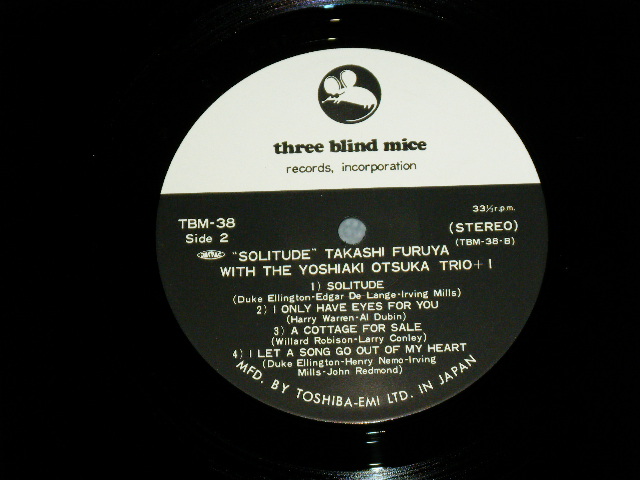 three blind mice
records, incorporation
33⅓ r.p.m.
TBM-38
(STEREO)
Side 2
(TBM-38-B)
"SOLITUDE" TAKASHI FURUYA
WITH THE YOSHIAKI OTSUKA TRIO+1
1) SOLITUDE
(Duke Ellington-Edgar De Lange-Irving Mills)
2) I ONLY HAVE EYES FOR YOU
(Harry Warren-Al Dubin)
3) A COTTAGE FOR SALE
(Willard Robison-Larry Conley)
4) I LET A SONG GO OUT OF MY HEART
(Duke Ellington-Henry Nemo-Irving
Mills-John Redmond)
MFD. BY TOSHIBA-EMI LTD. IN JAPAN